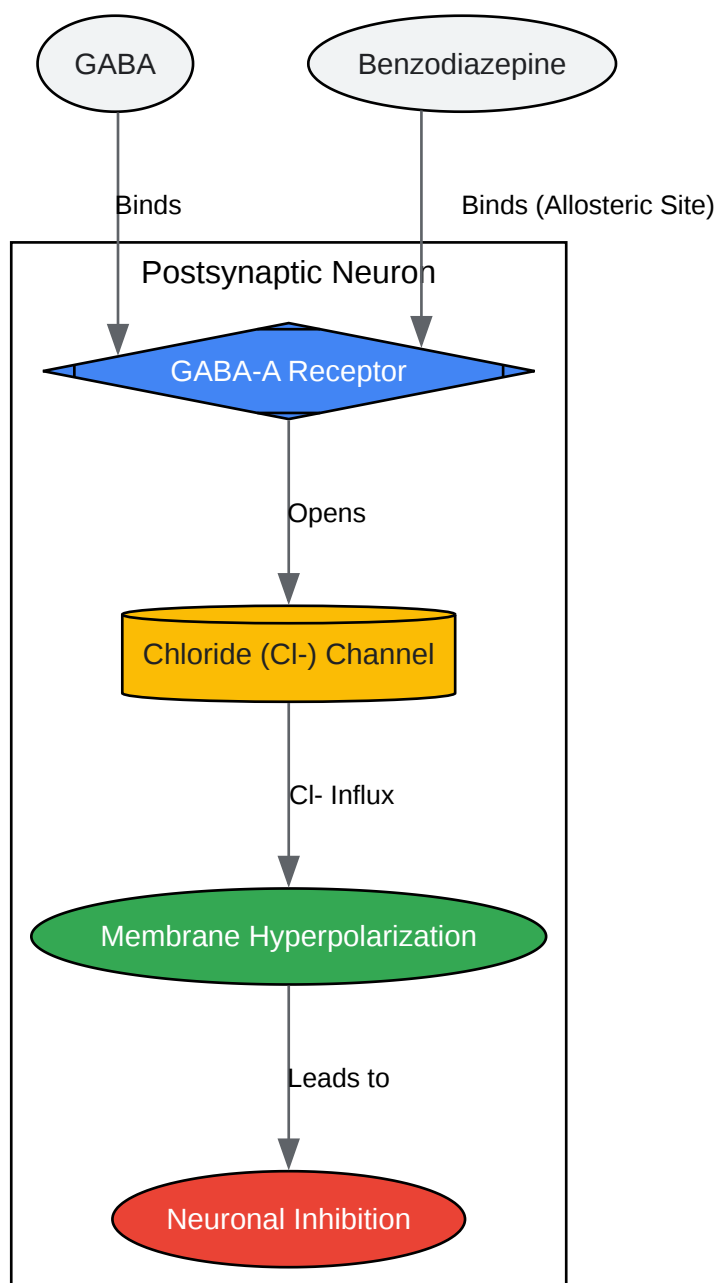 GABA
Benzodiazepine
Binds
Binds (Allosteric Site)
Postsynaptic Neuron
GABA-A Receptor
Opens
Chloride (Cl-) Channel
Cl- Influx
Membrane Hyperpolarization
Leads to
Neuronal Inhibition